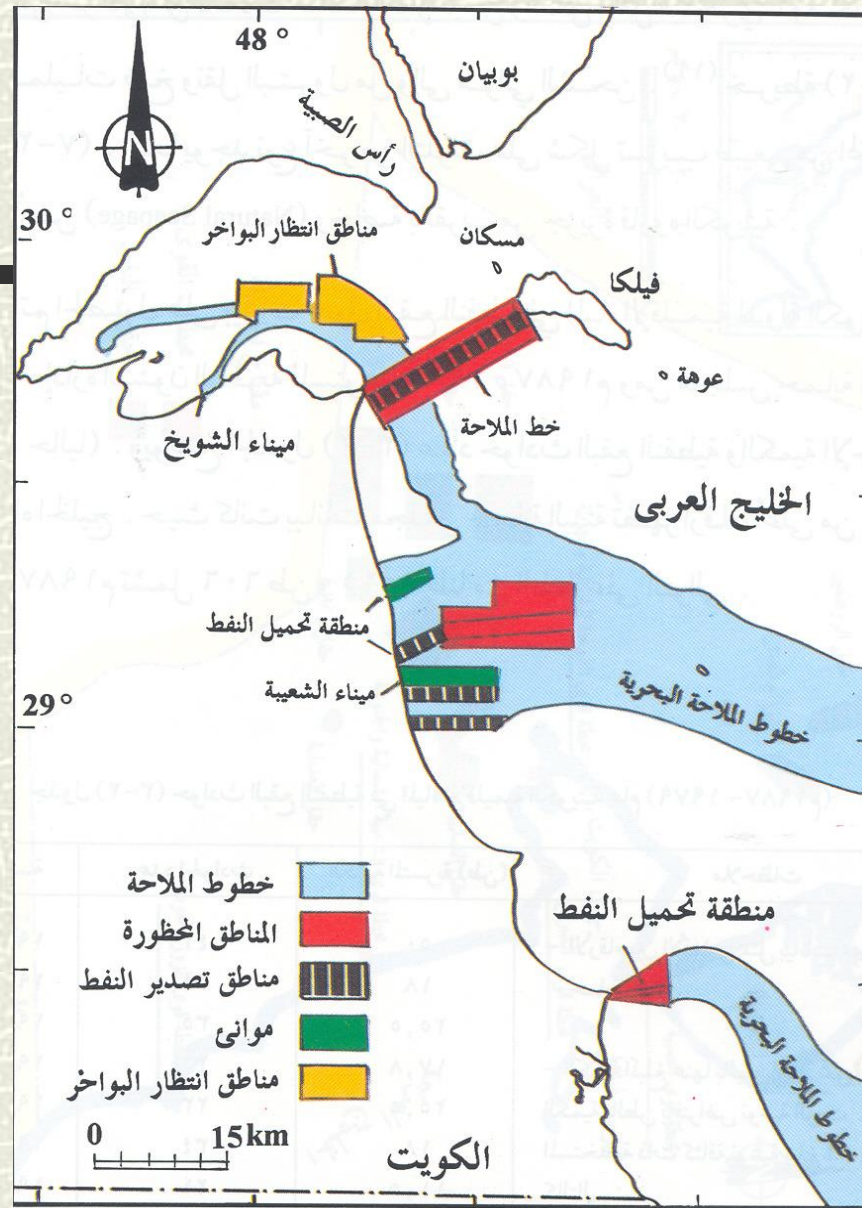 48°
بوبيان
رأس الصبية
N
30°
مناطق انتظار البواخر
مسكان
فيلكا
عوهة
خط الملاحة
ميناء الشويخ
الخليج العربى
منطقة تحميل النفط
ميناء الشعيبة
29°
خطوط الملاحة البحرية
خطوط الملاحة
المناطق المحظورة
مناطق تصدير النفط
موانئ
مناطق انتظار البواخر
منطقة تحميل النفط
خطوط الملاحة البحرية
0 15km
الكويت